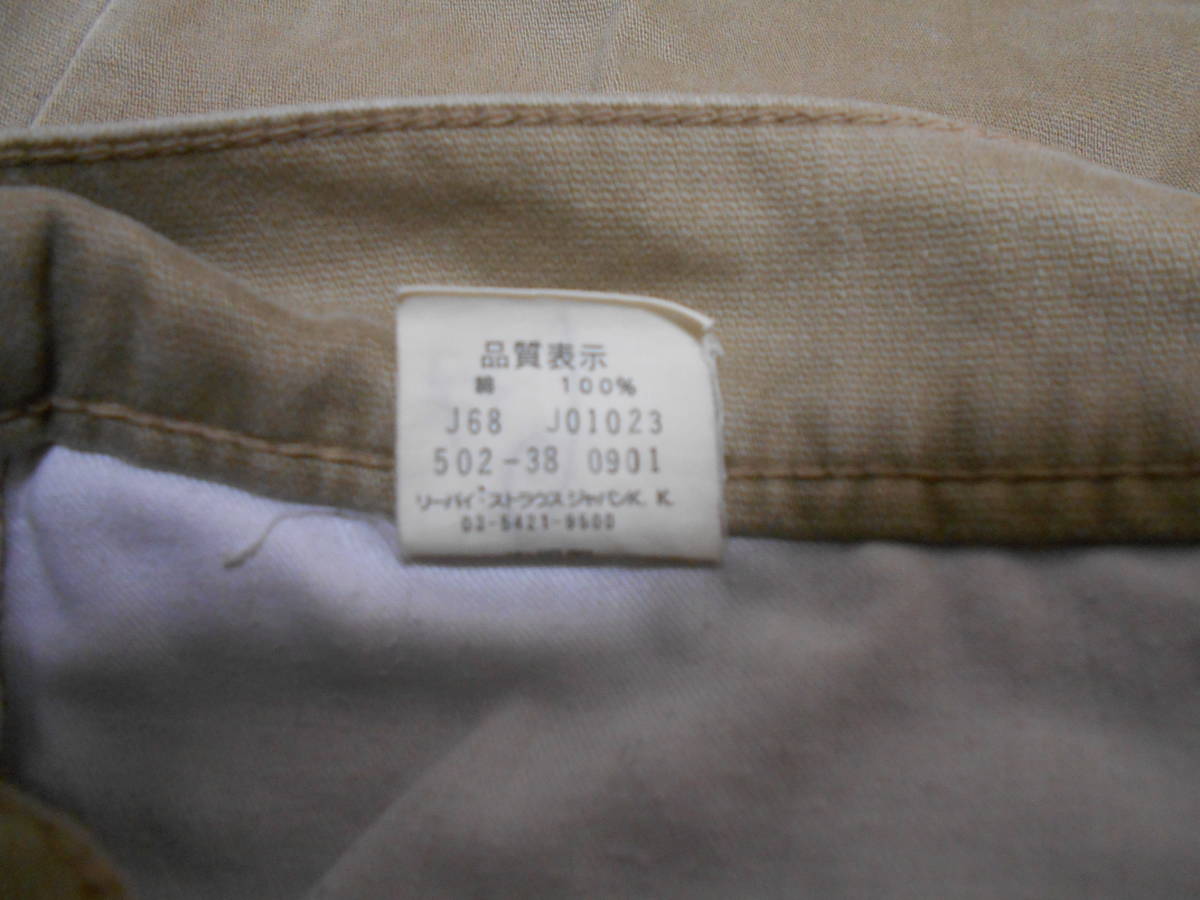 品質表示
綿 100%
J68 J01023
502-38 0901
リーバイ ストラウス ジャパンK. K.
03-5421-9500